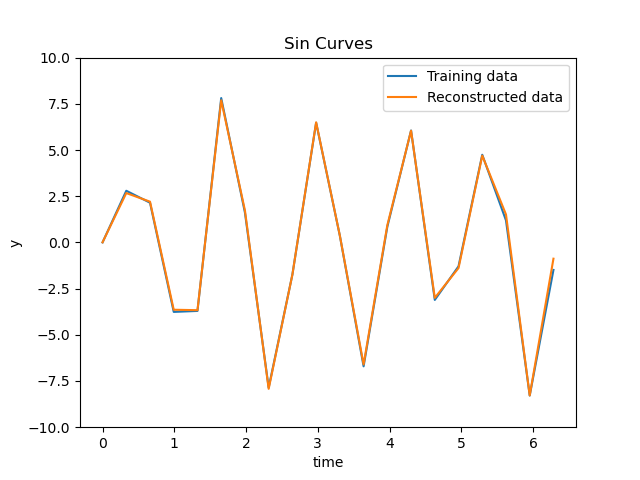 Sin Curves
Training data
Reconstructed data
10.0
7.5
5.0
2.5
0.0
−2.5
−5.0
−7.5
−10.0
y
0 1 2 3 4 5 6
time